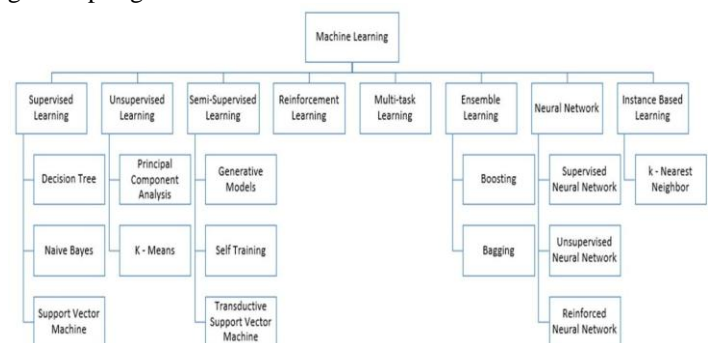 Machine Learning
Supervised
Learning
Unsupervised
Learning
Semi-Supervised
Learning
Reinforcement
Learning
Multi-task
Learning
Ensemble
Learning
Neural Network
Instance Based
Learning
Decision Tree
Principal
Component
Analysis
Generative
Models
Boosting
Supervised
Neural Network
k - Nearest
Neighbor
Naive Bayes
K - Means
Self Training
Bagging
Unsupervised
Neural Network
Support Vector
Machine
Transductive
Support Vector
Machine
Reinforced
Neural Network